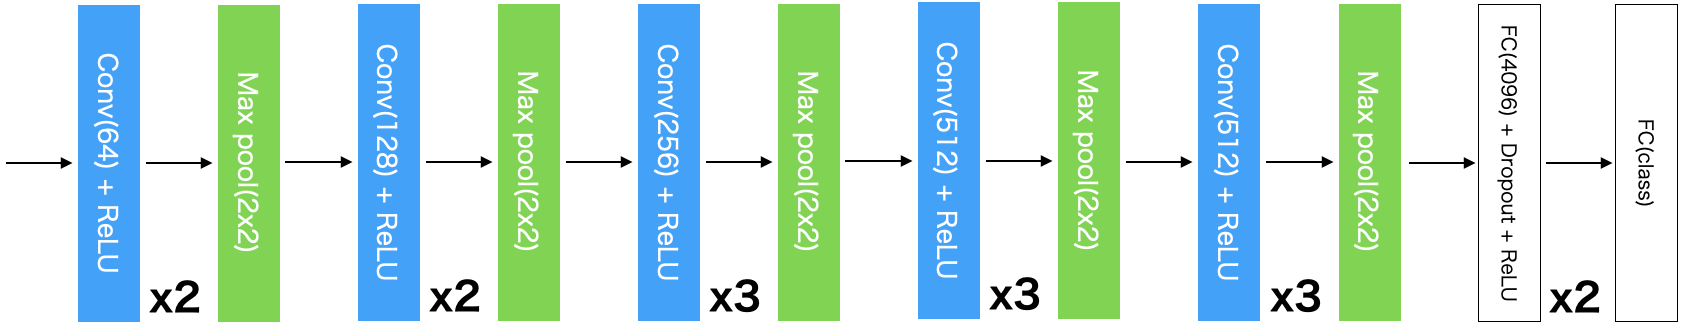 Conv(64) + ReLU
x2
Max pool(2x2)
Conv(128) + ReLU
x2
Max pool(2x2)
Conv(256) + ReLU
x3
Max pool(2x2)
Conv(512) + ReLU
x3
Max pool(2x2)
Conv(512) + ReLU
x3
Max pool(2x2)
FC(4096) + Dropout + ReLU
x2
FC(class)